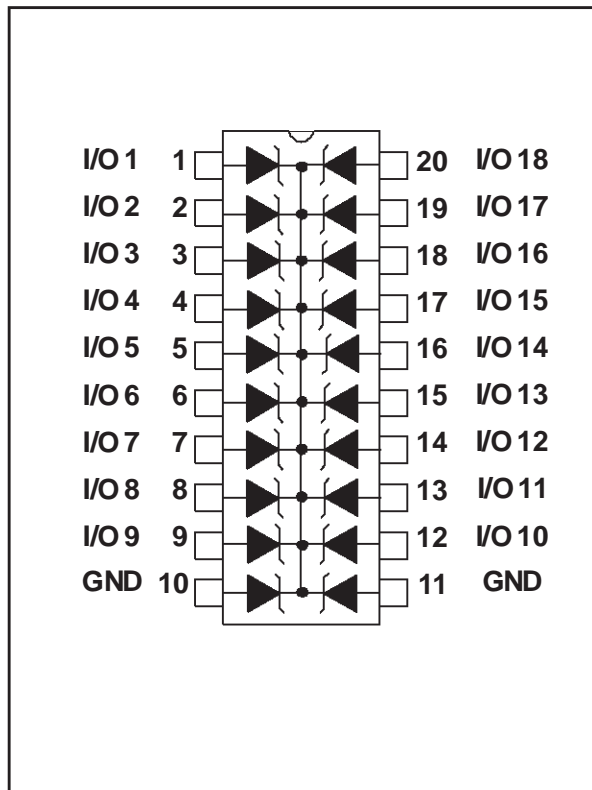 I/O 1 1 20 I/O 18
I/O 2 2 19 I/O 17
I/O 3 3 18 I/O 16
I/O 4 4 17 I/O 15
I/O 5 5 16 I/O 14
I/O 6 6 15 I/O 13
I/O 7 7 14 I/O 12
I/O 8 8 13 I/O 11
I/O 9 9 12 I/O 10
GND 10 11 GND